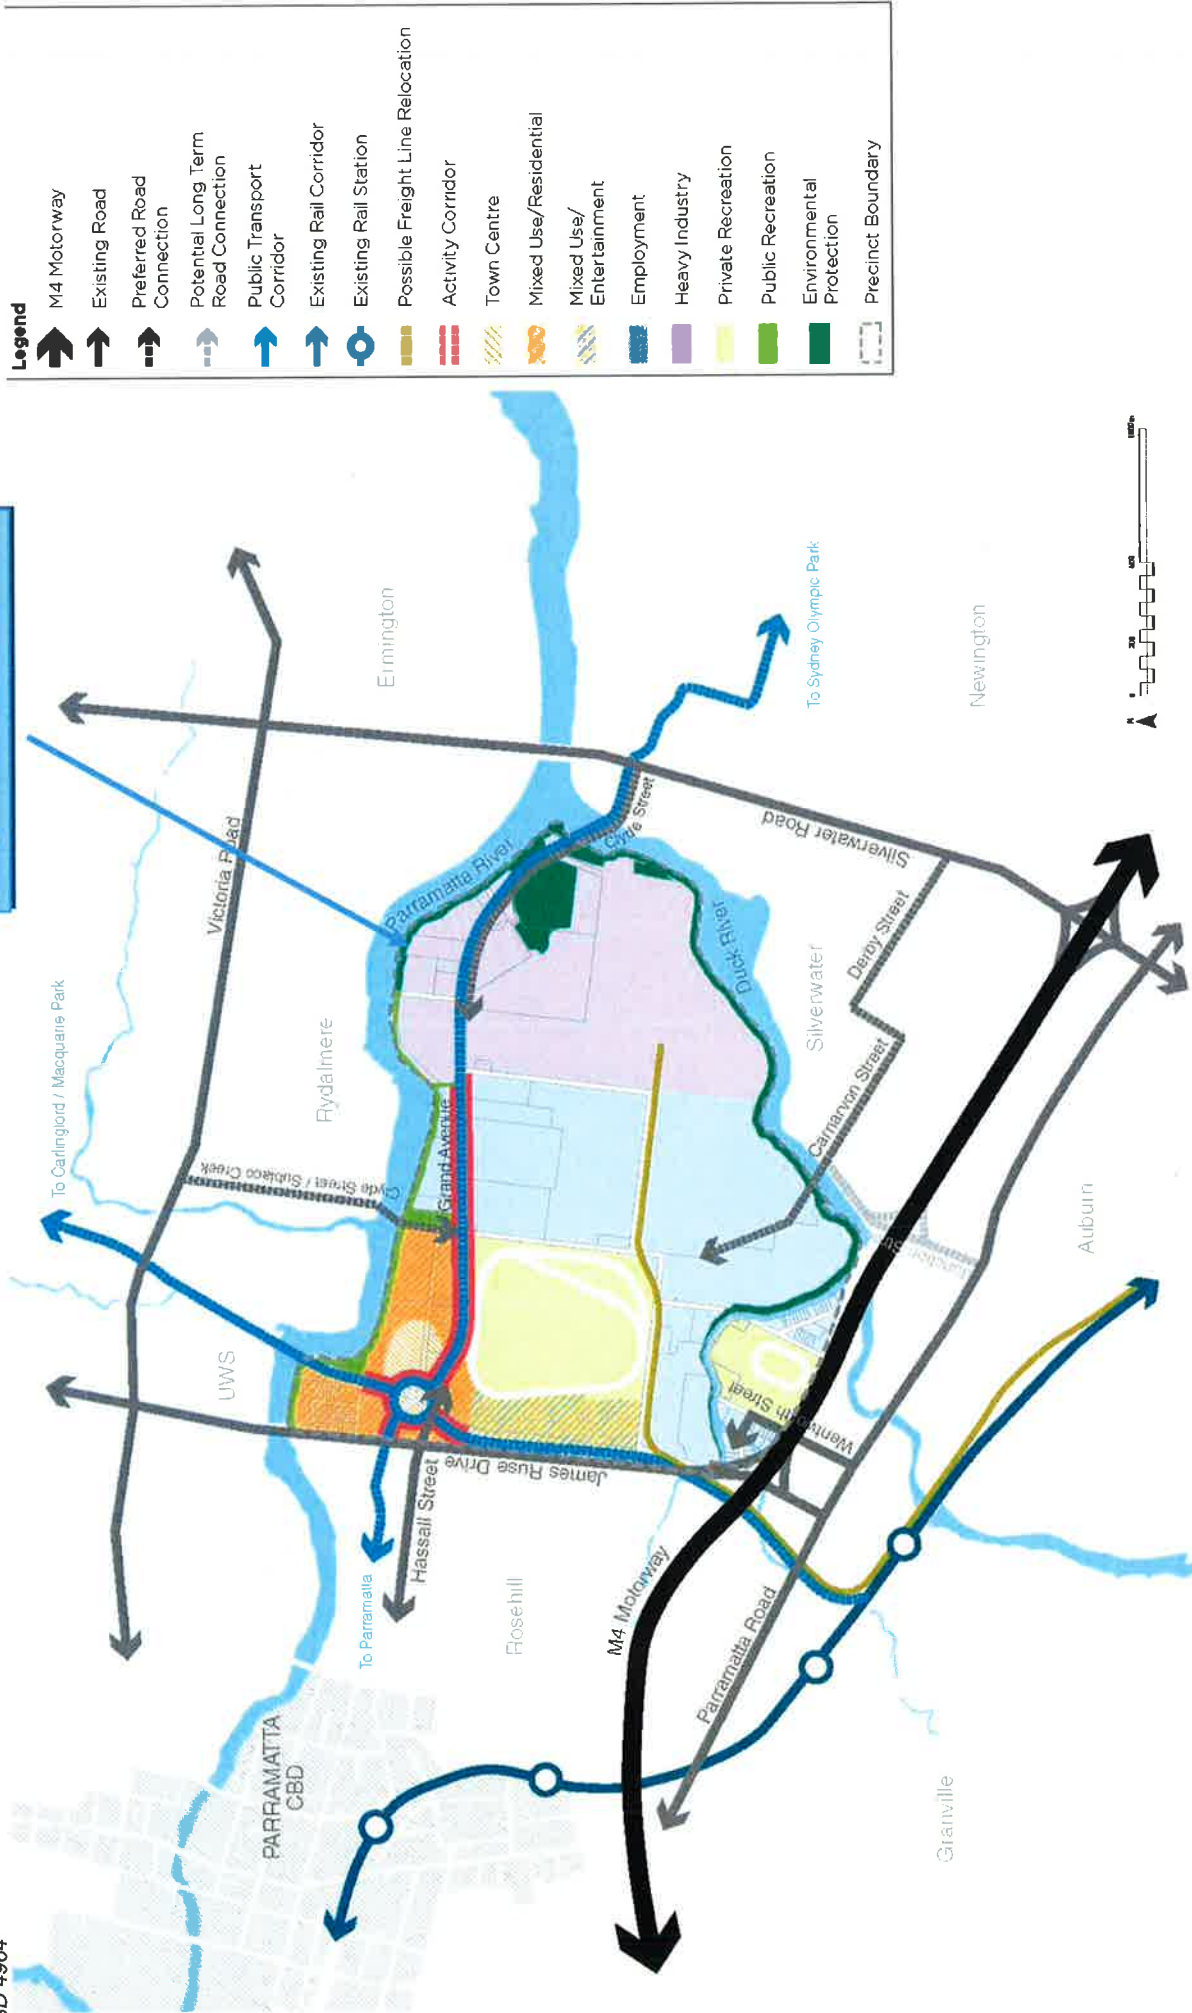 Legend
M4 Motorway
Existing Road
Preferred Road
Connection
Potential Long Term
Road Connection
Public Transport
Corridor
Existing Rail Corridor
Existing Rail Station
Possible Freight Line Relocation
Activity Corridor
Town Centre
Mixed Use/Residential
Mixed Use/
Entertainment
Employment
Heavy Industry
Private Recreation
Public Recreation
Environmental
Protection
Precinct Boundary
To Carlingford / Macquarie Park
Victoria Road
Ermington
Rydalmere
UWS
Parramatta River
Clyde Street
To Sydney Olympic Park
Newington
Silverwater Road
Derby Street
Silverwater
Duck River
Carnarvon Street
Grand Avenue
Clyde Street / Subiaco Creek
PARRAMATTA
CBD
To Parramatta
Hassall Street
James Ruse Drive
Rosehill
M4 Motorway
Parramatta Road
Wentworth Street
Junction Street
Auburn
Granville
N
0
200